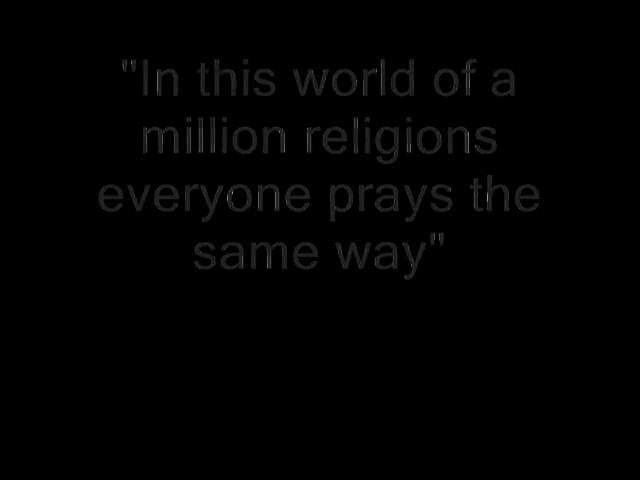 "In this world of a
million religions
everyone prays the
same way"